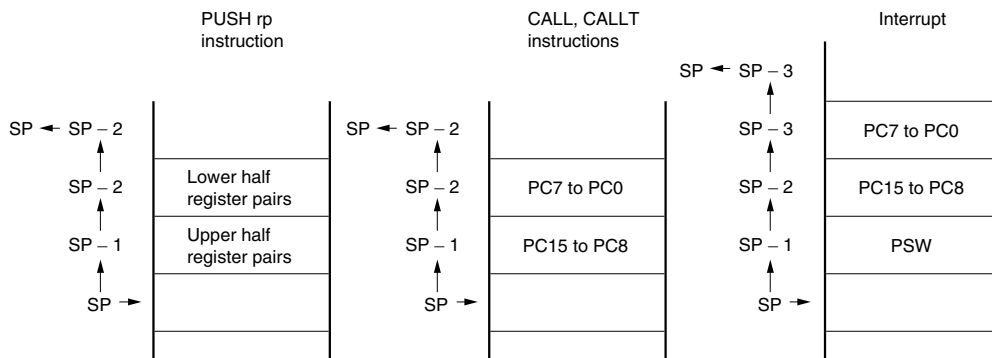 PUSH rp
instruction
SP ← SP – 2
SP – 2
Lower half
register pairs
SP – 1
Upper half
register pairs
SP →
CALL, CALLT
instructions
SP ← SP – 2
SP – 2
PC7 to PC0
SP – 1
PC15 to PC8
SP →
Interrupt
SP ← SP – 3
SP – 3
PC7 to PC0
SP – 2
PC15 to PC8
SP – 1
PSW
SP →